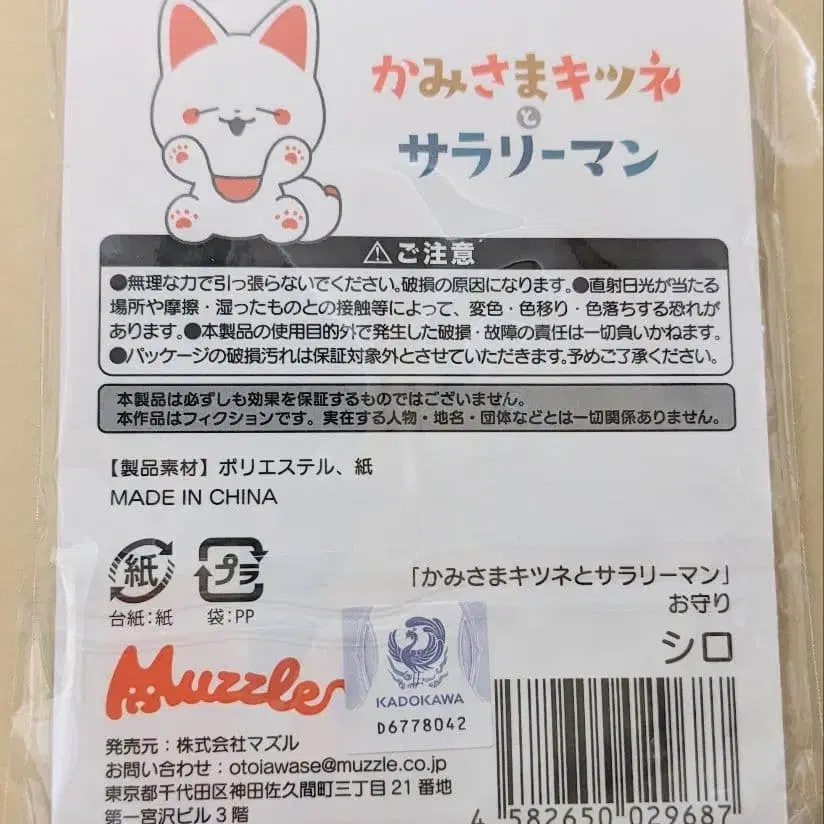 かみさまキツネ
と
サラリーマン
⚠ご注意
●無理な力で引っ張らないでください。破損の原因になります。●直射日光が当たる
場所や摩擦・湿ったものとの接触等によって、変色・色移り・色落ちする恐れが
あります。●本製品の使用目的外で発生した破損・故障の責任は一切負いかねます。
●パッケージの破損汚れは保証対象外とさせていただきます。予めご了承ください。
本製品は必ずしも効果を保証するものではございません。
本作品はフィクションです。実在する人物・地名・団体などとは一切関係ありません。
【製品素材】ポリエステル、紙
MADE IN CHINA
紙 プラ
台紙:紙 袋:PP
「かみさまキツネとサラリーマン」
お守り
シロ
Muzzle
KADOKAWA
D6778042
発売元:株式会社マズル
お問い合わせ:otoiawase@muzzle.co.jp
東京都千代田区神田佐久間町三丁目21番地
第一宮沢ビル3階
4 582650 029687